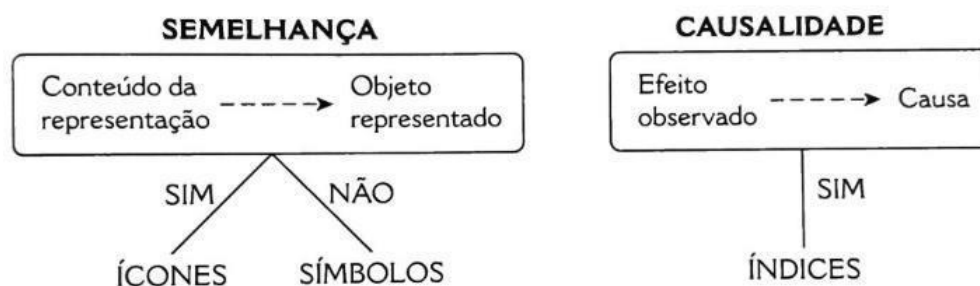 SEMELHANÇA
Conteúdo da
representação
Objeto
representado
SIM
NÃO
ÍCONES
SÍMBOLOS
CAUSALIDADE
Efeito
observado
Causa
SIM
ÍNDICES